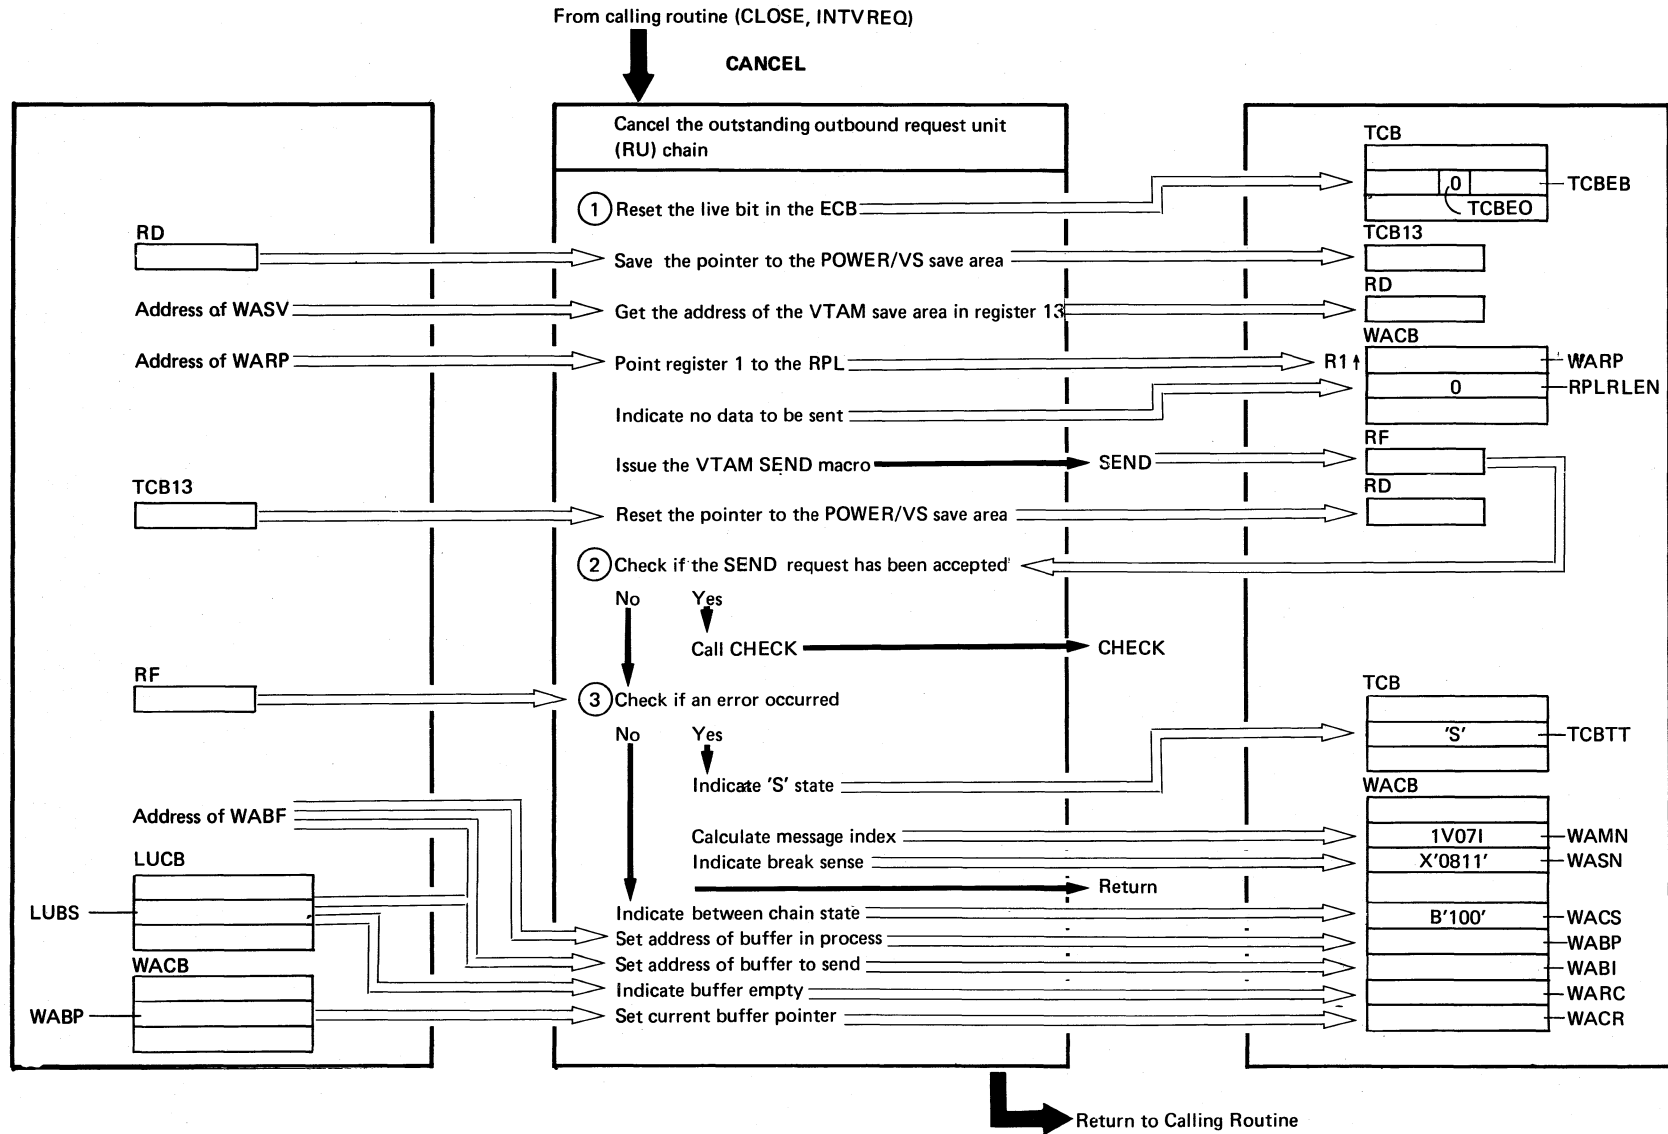 From calling routine (CLOSE, INTVREQ)
CANCEL
Cancel the outstanding outbound request unit
(RU) chain
TCB
0
TCBEB
TCBEO
1 Reset the live bit in the ECB
RD
Save the pointer to the POWER/VS save area
TCB13
Address of WASV
Get the address of the VTAM save area in register 13
RD
Address of WARP
Point register 1 to the RPL
R1
WACB
WARP
0
RPLRLEN
Indicate no data to be sent
Issue the VTAM SEND macro
SEND
RF
TCB13
Reset the pointer to the POWER/VS save area
RD
2 Check if the SEND request has been accepted
No Yes
Call CHECK
CHECK
RF
3 Check if an error occurred
No Yes
TCB
'S'
TCBTT
Indicate 'S' state
WACB
Address of WABF
Calculate message index
1V07I
WAMN
Indicate break sense
X'0811'
WASN
Return
LUCB
LUBS
Indicate between chain state
B'100'
WACS
Set address of buffer in process
WABP
Set address of buffer to send
WABI
WACB
Indicate buffer empty
WARC
WABP
Set current buffer pointer
WACR
Return to Calling Routine